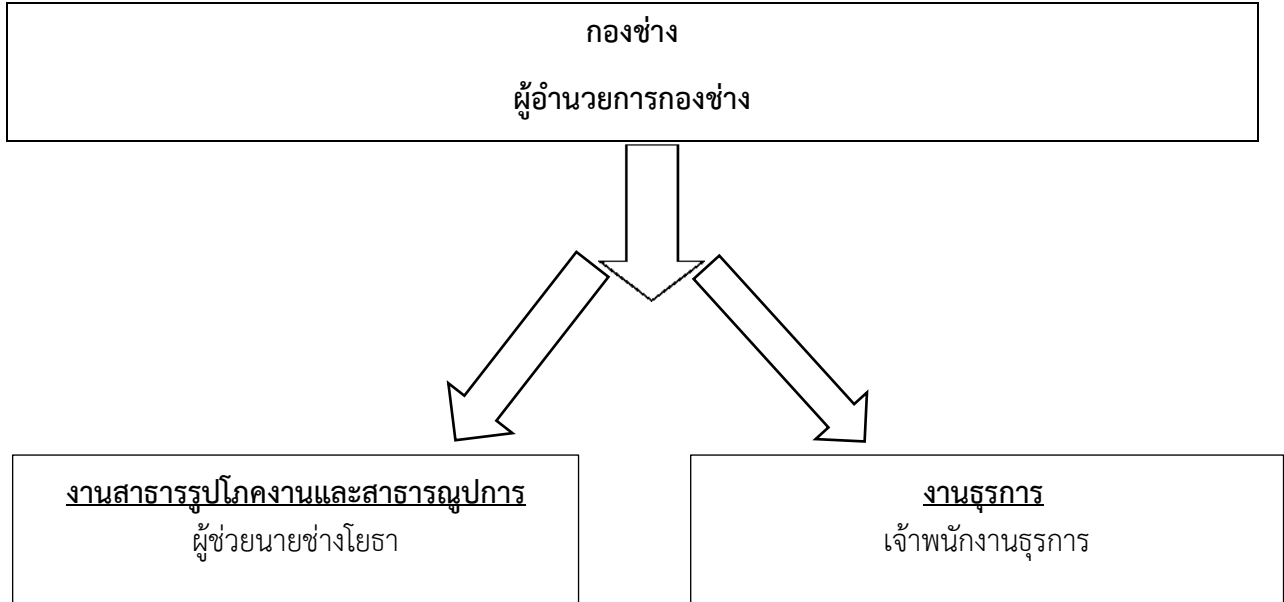 กองช่าง
ผู้อำนวยการกองช่าง
งานสาธารรูปโภคงานและสาธารณูปการ
ผู้ช่วยนายช่างโยธา
งานธุรการ
เจ้าพนักงานธุรการ